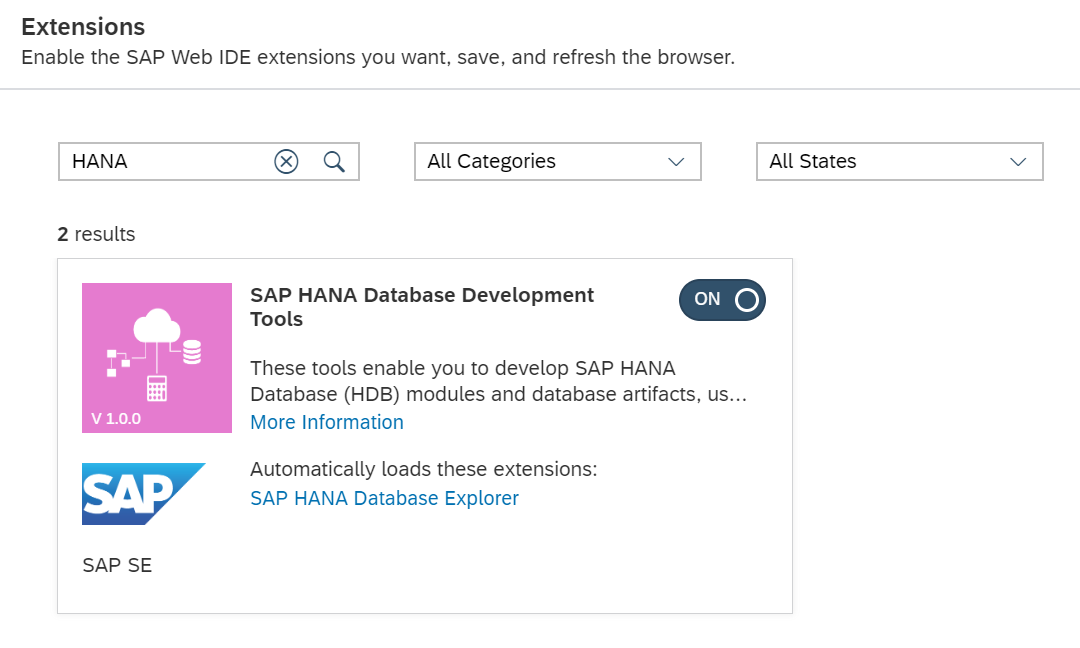 Extensions
Enable the SAP Web IDE extensions you want, save, and refresh the browser.
HANA
All Categories
All States
2 results
SAP HANA Database Development
Tools
ON
These tools enable you to develop SAP HANA
Database (HDB) modules and database artifacts, us...
More Information
V 1.0.0
Automatically loads these extensions:
SAP HANA Database Explorer
SAP
SAP SE